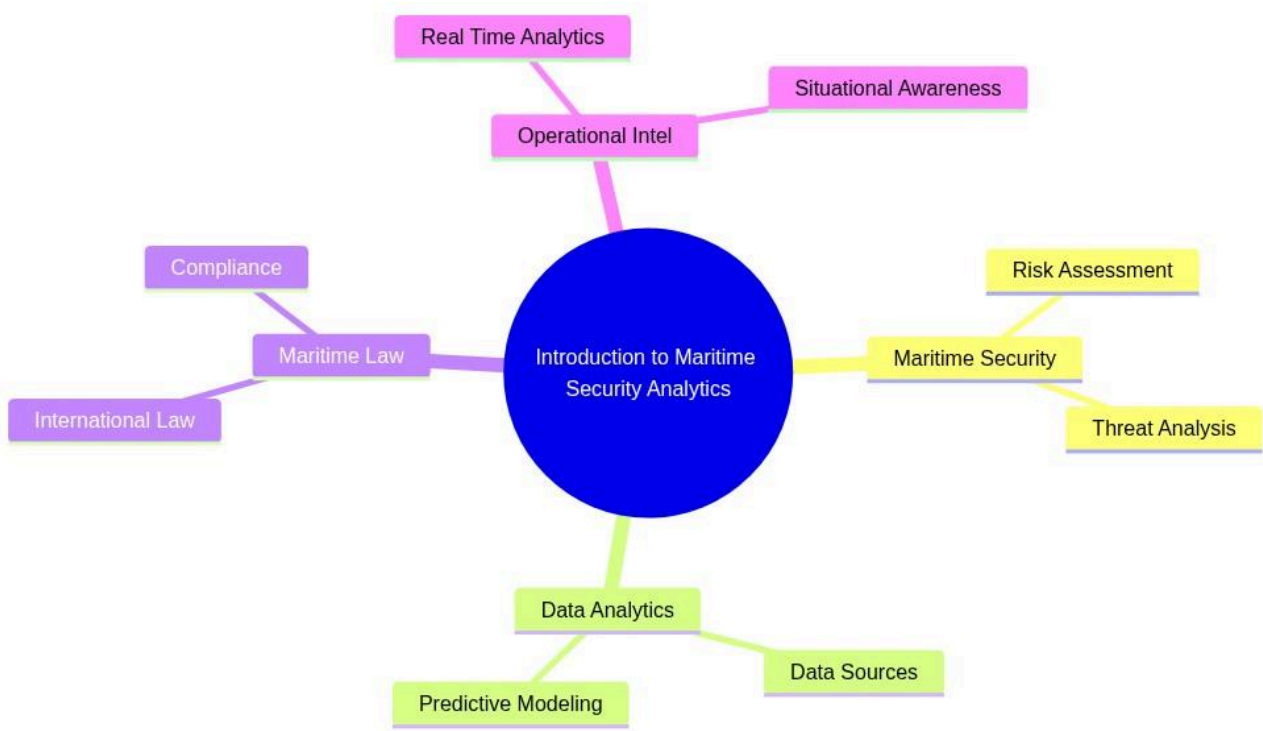 Real Time Analytics
Situational Awareness
Operational Intel
Compliance
Risk Assessment
Maritime Law
Introduction to Maritime
Security Analytics
Maritime Security
International Law
Threat Analysis
Data Analytics
Data Sources
Predictive Modeling